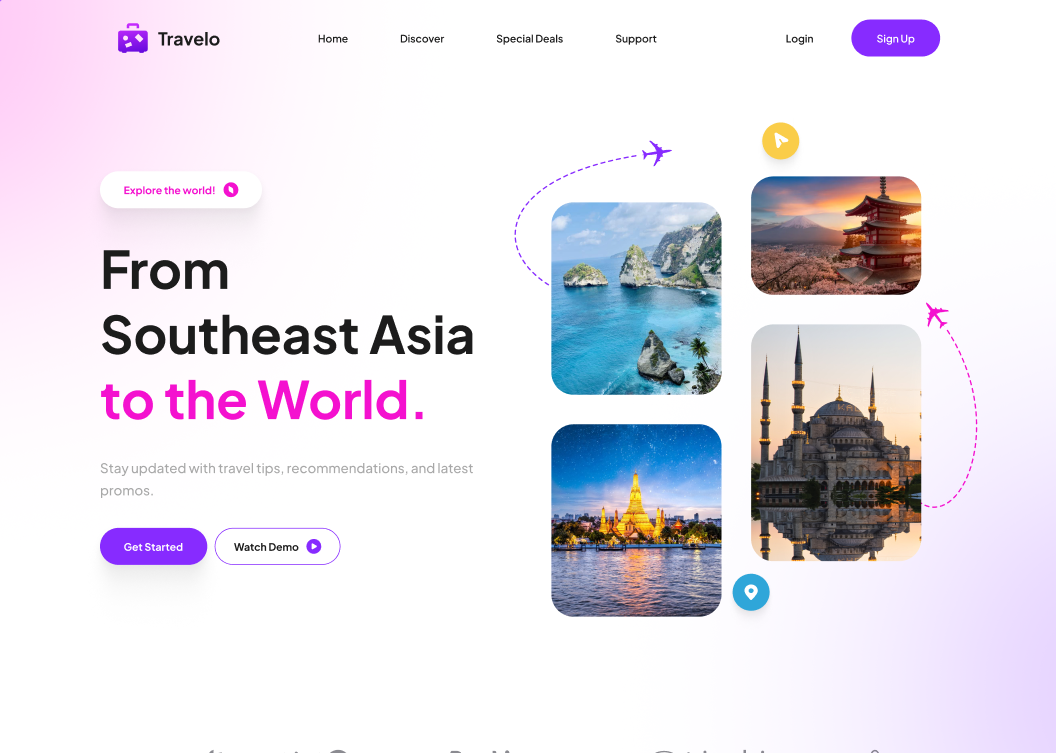 Travelo
Home
Discover
Special Deals
Support
Login
Sign Up
Explore the world!
From
Southeast Asia
to the World.
Stay updated with travel tips, recommendations, and latest
promos.
Get Started
Watch Demo